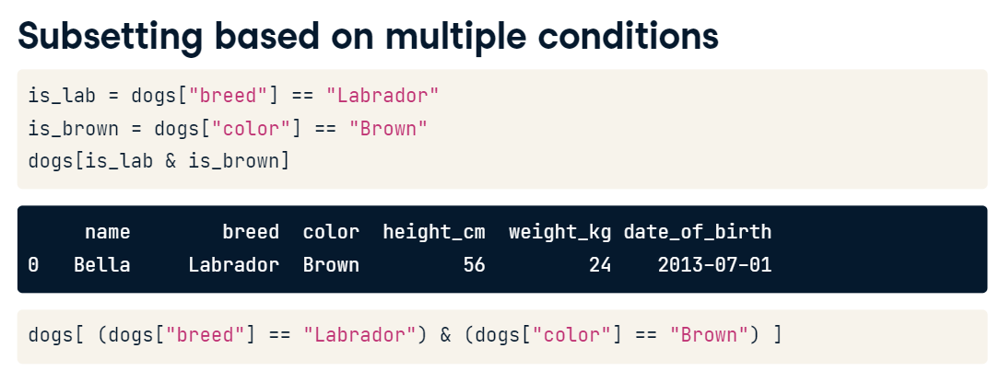 Subsetting based on multiple conditions
is_lab = dogs["breed"] == "Labrador"
is_brown = dogs["color"] == "Brown"
dogs[is_lab & is_brown]
name breed color height_cm weight_kg date_of_birth
0 Bella Labrador Brown 56 24 2013-07-01
dogs[ (dogs["breed"] == "Labrador") & (dogs["color"] == "Brown") ]